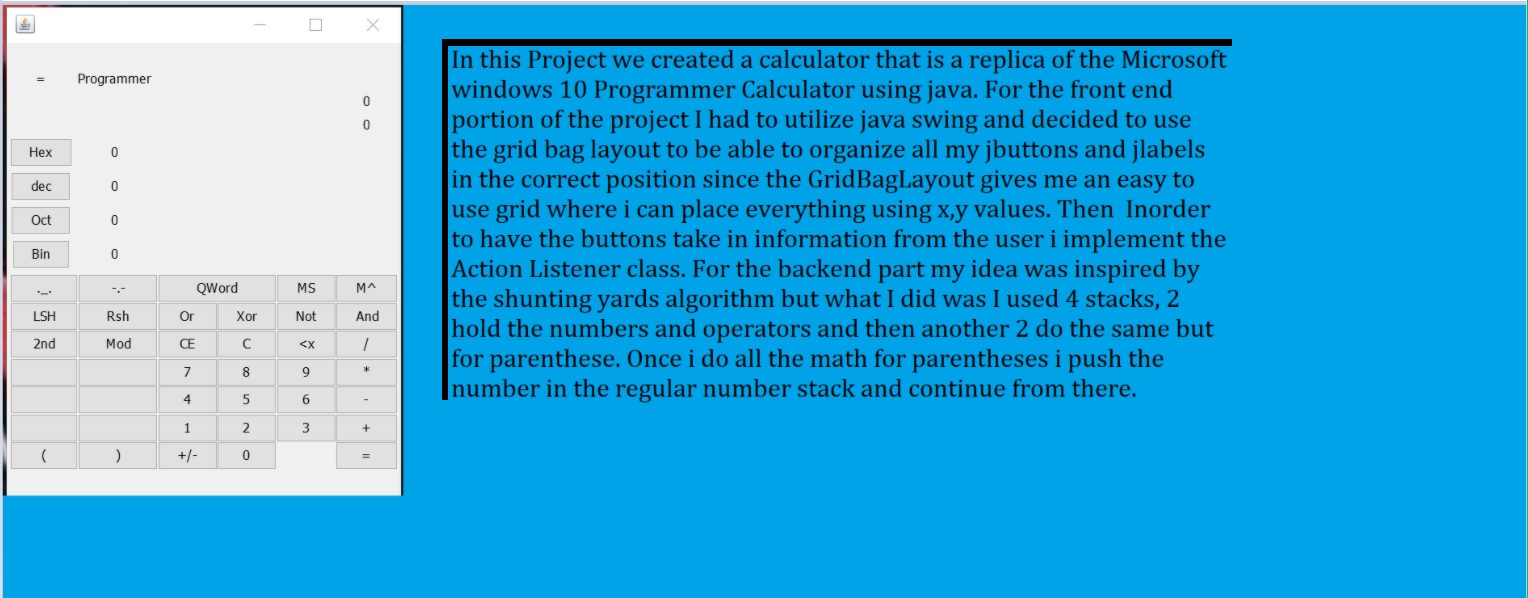 = Programmer
0
0
Hex 0
dec 0
Oct 0
Bin 0
._. -.- QWord MS M^
LSH Rsh Or Xor Not And
2nd Mod CE C <x /
7 8 9 *
4 5 6 -
1 2 3 +
( ) +/- 0 =
In this Project we created a calculator that is a replica of the Microsoft
windows 10 Programmer Calculator using java. For the front end
portion of the project I had to utilize java swing and decided to use
the grid bag layout to be able to organize all my jbuttons and jlabels
in the correct position since the GridBagLayout gives me an easy to
use grid where i can place everything using x,y values. Then  Inorder
to have the buttons take in information from the user i implement the
Action Listener class. For the backend part my idea was inspired by
the shunting yards algorithm but what I did was I used 4 stacks, 2
hold the numbers and operators and then another 2 do the same but
for parenthese. Once i do all the math for parentheses i push the
number in the regular number stack and continue from there.